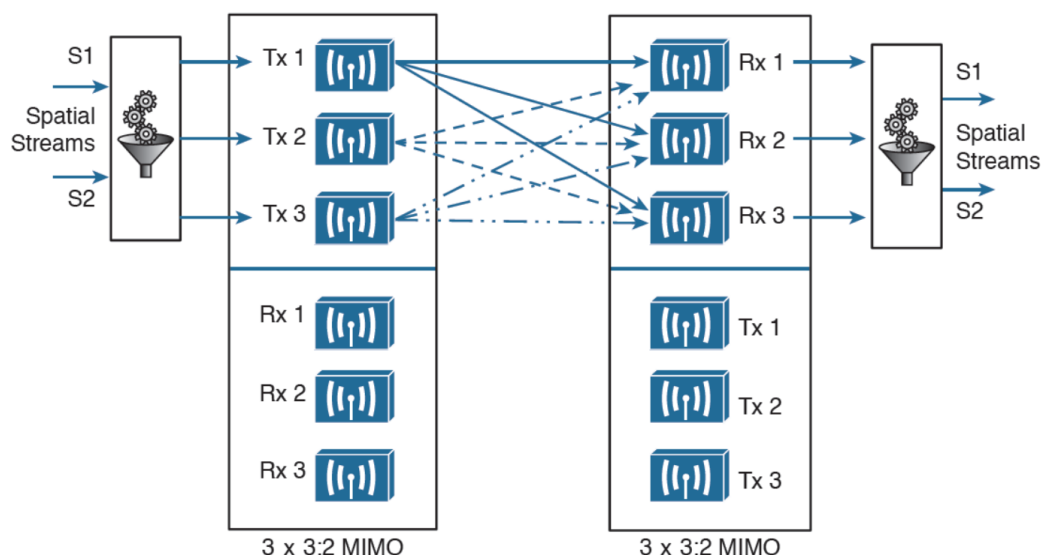 S1
Spatial
Streams
S2
Tx 1
Tx 2
Tx 3
Rx 1
Rx 2
Rx 3
3 x 3:2 MIMO
Rx 1
Rx 2
Rx 3
Tx 1
Tx 2
Tx 3
3 x 3:2 MIMO
S1
Spatial
Streams
S2